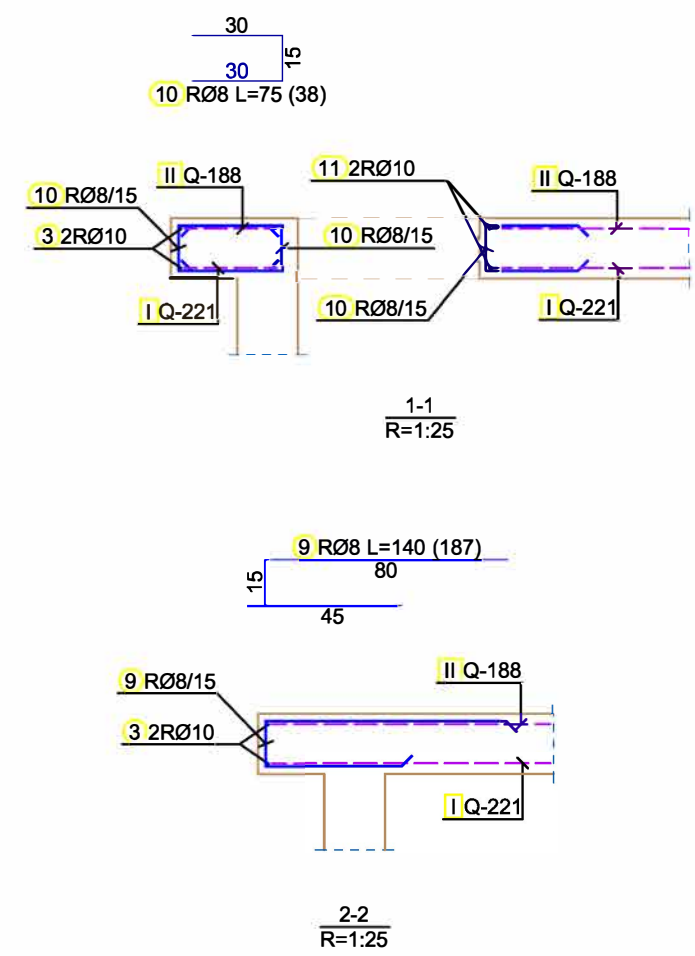 30
15
30
10 RØ8 L=75 (38)
II Q-188
11 2RØ10
II Q-188
10 RØ8/15
3 2RØ10
10 RØ8/15
I Q-221
10 RØ8/15
I Q-221
1-1
R=1:25
9 RØ8 L=140 (187)
80
15
45
9 RØ8/15
II Q-188
3 2RØ10
I Q-221
2-2
R=1:25